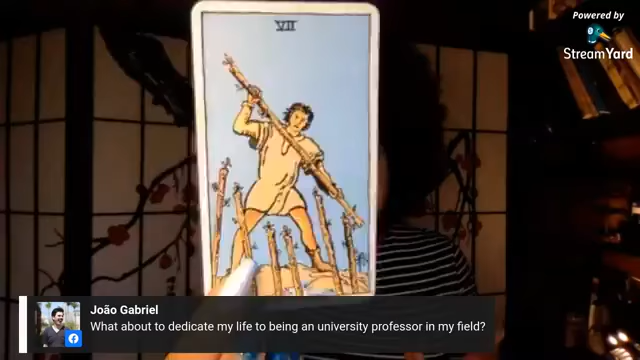 VII
Powered by
StreamYard
João Gabriel
What about to dedicate my life to being an university professor in my field?